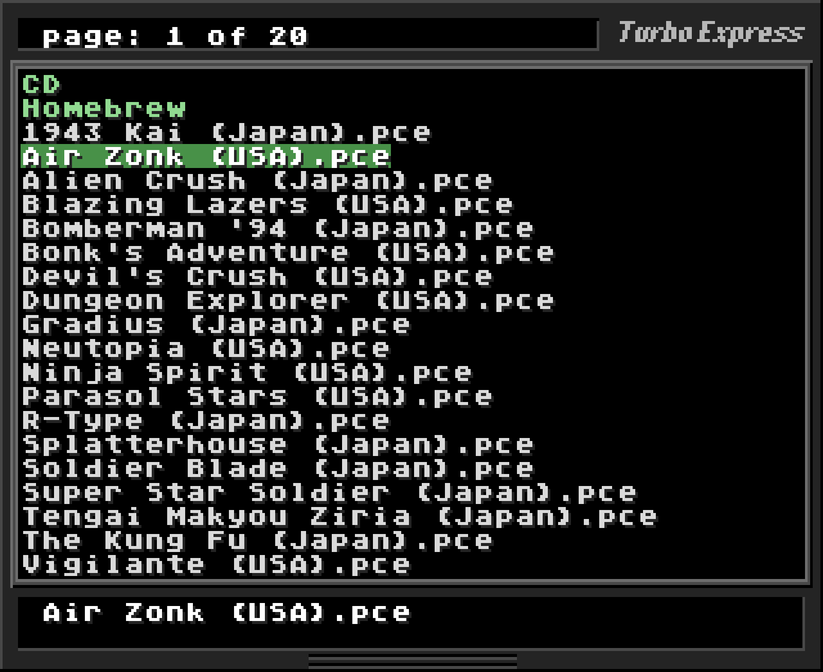 page: 1 of 20
Turbo Express
CD
Homebrew
1943 Kai (Japan).pce
Air Zonk (USA).pce
Alien Crush (Japan).pce
Blazing Lazers (USA).pce
Bomberman '94 (Japan).pce
Bonk's Adventure (USA).pce
Devil's Crush (USA).pce
Dungeon Explorer (USA).pce
Gradius (Japan).pce
Neutopia (USA).pce
Ninja Spirit (USA).pce
Parasol Stars (USA).pce
R-Type (Japan).pce
Splatterhouse (Japan).pce
Soldier Blade (Japan).pce
Super Star Soldier (Japan).pce
Tengai Makyou Ziria (Japan).pce
The Kung Fu (Japan).pce
Vigilante (USA).pce
Air Zonk (USA).pce